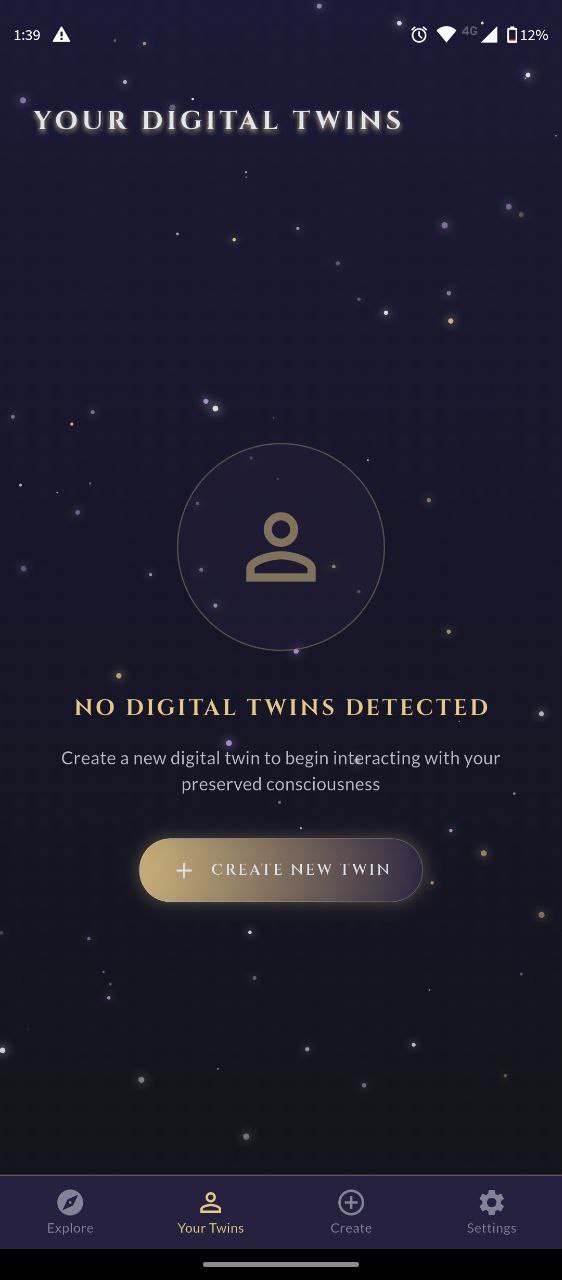 1:39
4G
12%
YOUR DIGITAL TWINS
NO DIGITAL TWINS DETECTED
Create a new digital twin to begin interacting with your
preserved consciousness
+ CREATE NEW TWIN
Explore
Your Twins
Create
Settings